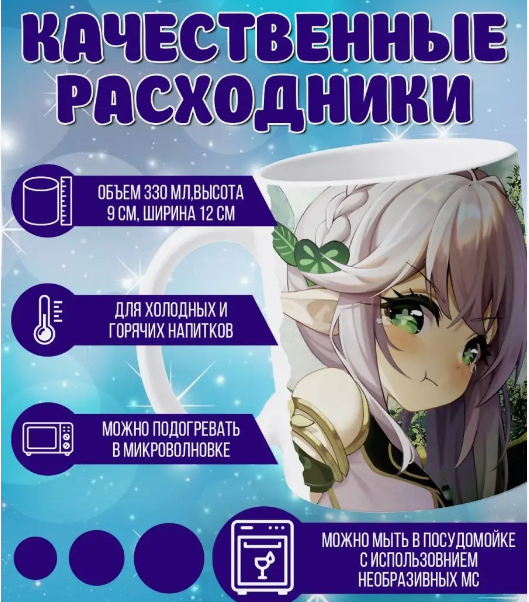 КАЧЕСТВЕННЫЕ
РАСХОДНИКИ
ОБЪЕМ 330 МЛ,ВЫСОТА
9 СМ, ШИРИНА 12 СМ
ДЛЯ ХОЛОДНЫХ И
ГОРЯЧИХ НАПИТКОВ
МОЖНО ПОДОГРЕВАТЬ
В МИКРОВОЛНОВКЕ
МОЖНО МЫТЬ В ПОСУДОМОЙКЕ
С ИСПОЛЬЗОВНИЕМ
НЕОБРАЗИВНЫХ МС